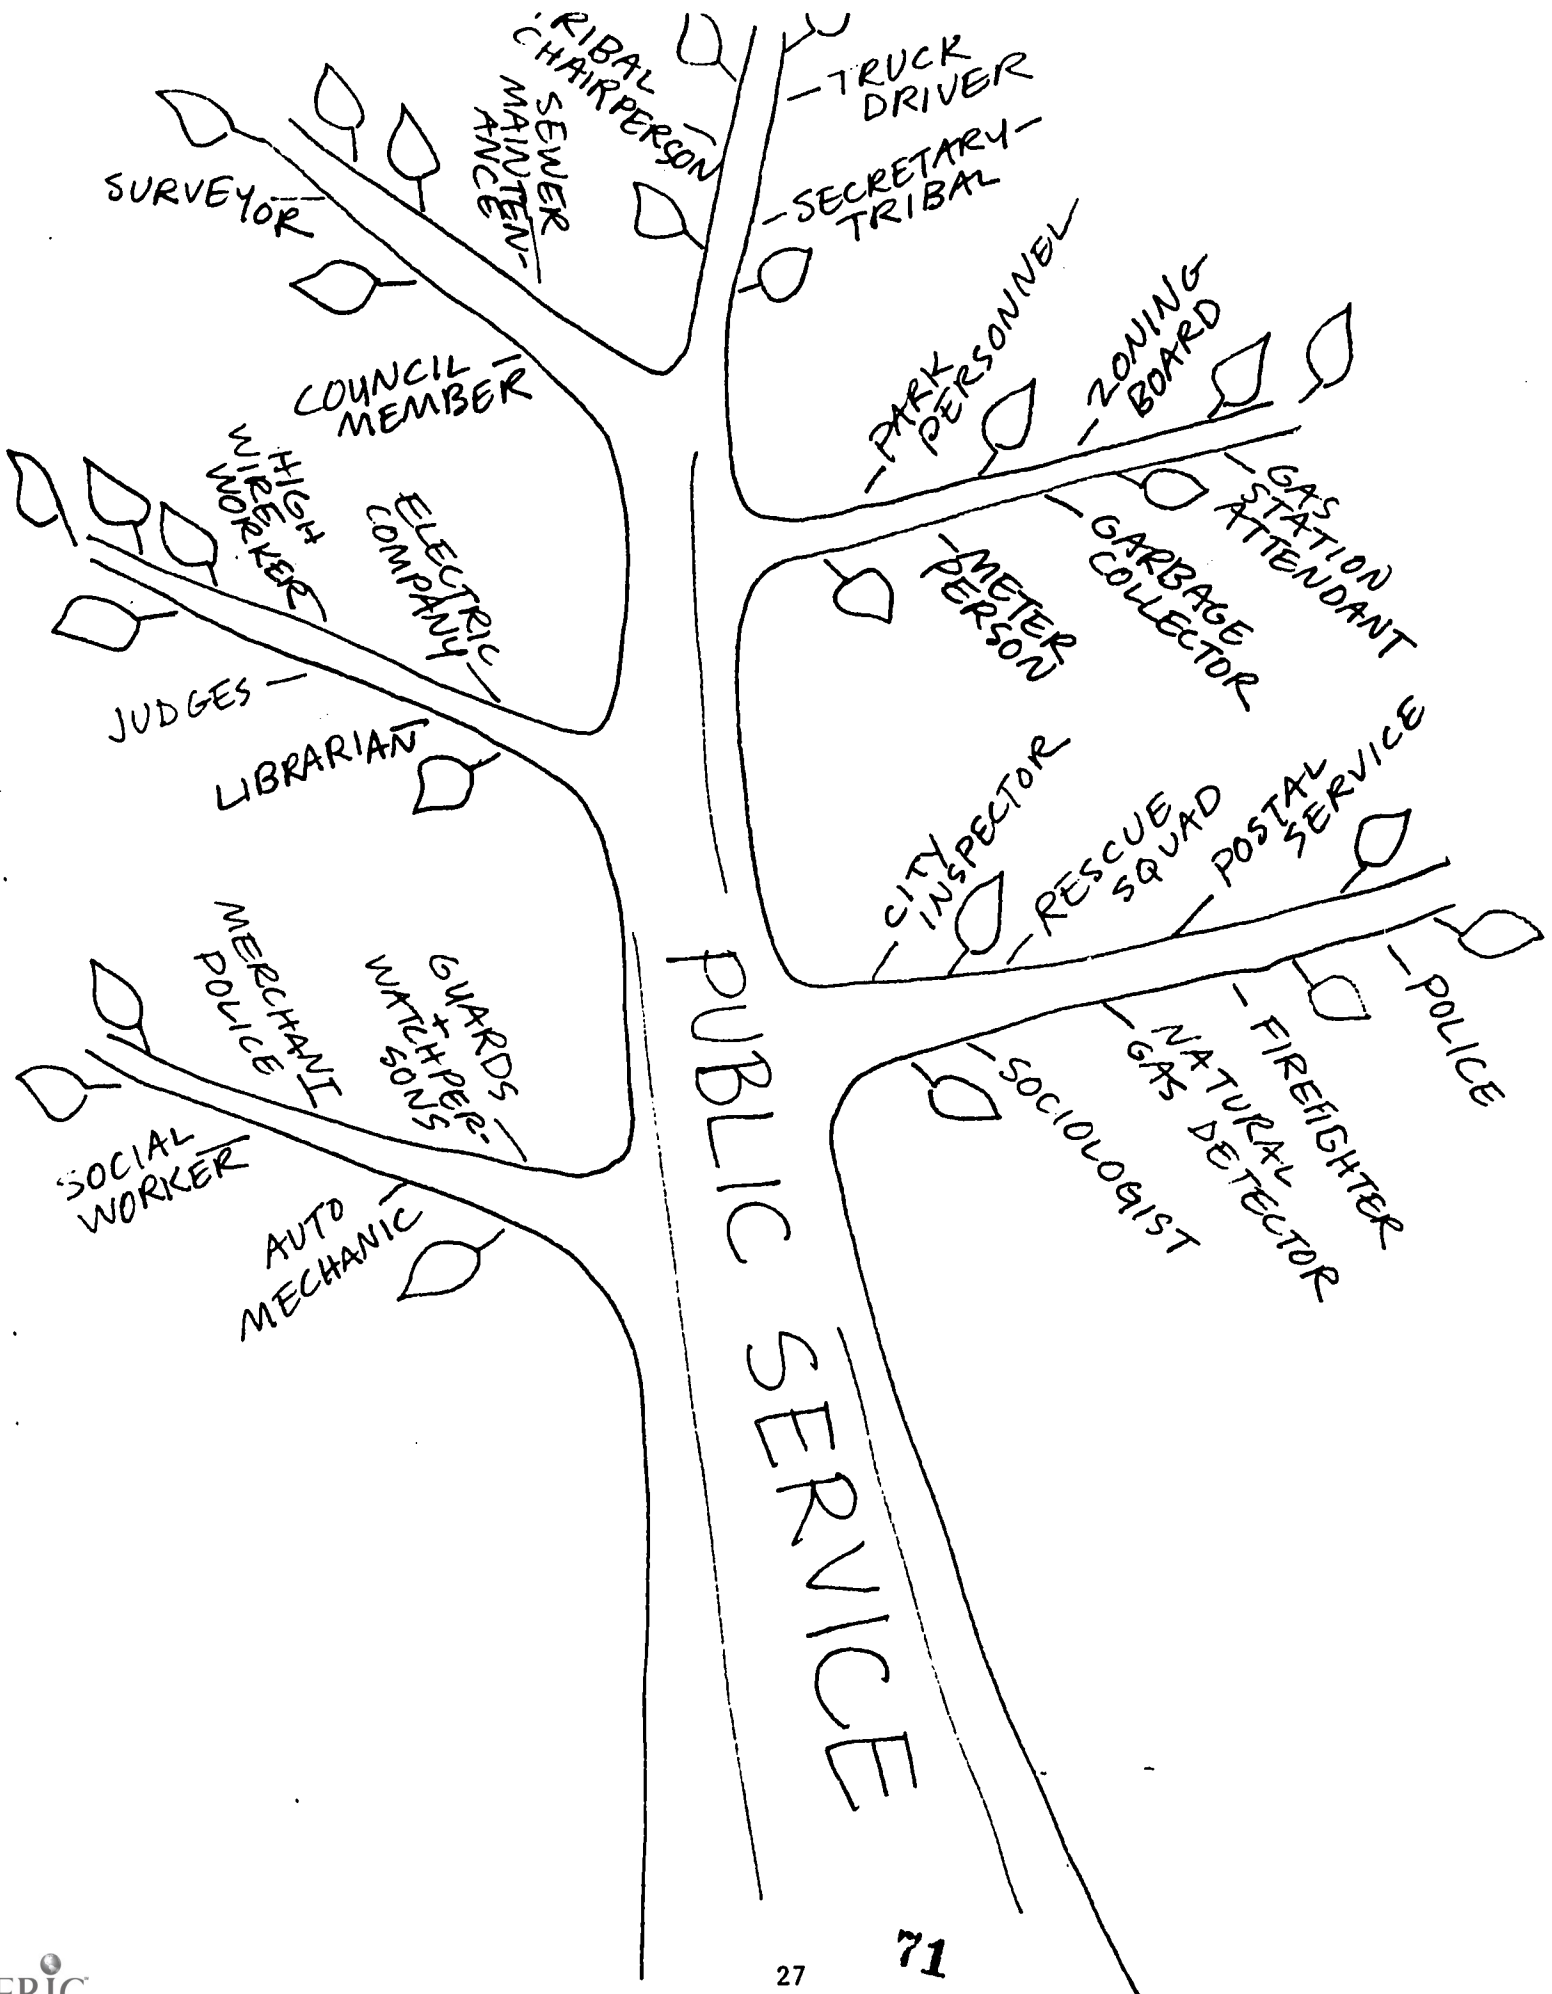 TRIBAL
CHAIRPERSON
TRUCK
DRIVER
SEWER
MAINTEN-
ANCE
SECRETARY-
TRIBAL
SURVEYOR
COUNCIL
MEMBER
PARK
PERSONNEL
ZONING
BOARD
GAS
STATION
ATTENDANT
GARBAGE
COLLECTOR
METER
PERSON
HIGH
WIRE
WORKER
ELECTRIC
COMPANY
JUDGES
LIBRARIAN
CITY
INSPECTOR
RESCUE
SQUAD
POSTAL
SERVICE
POLICE
FIREFIGHTER
NATURAL
GAS DETECTOR
SOCIOLOGIST
MERCHANT
POLICE
GUARDS
+
WATCHPER-
SONS
SOCIAL
WORKER
AUTO
MECHANIC
PUBLIC SERVICE
71
27
ERIC